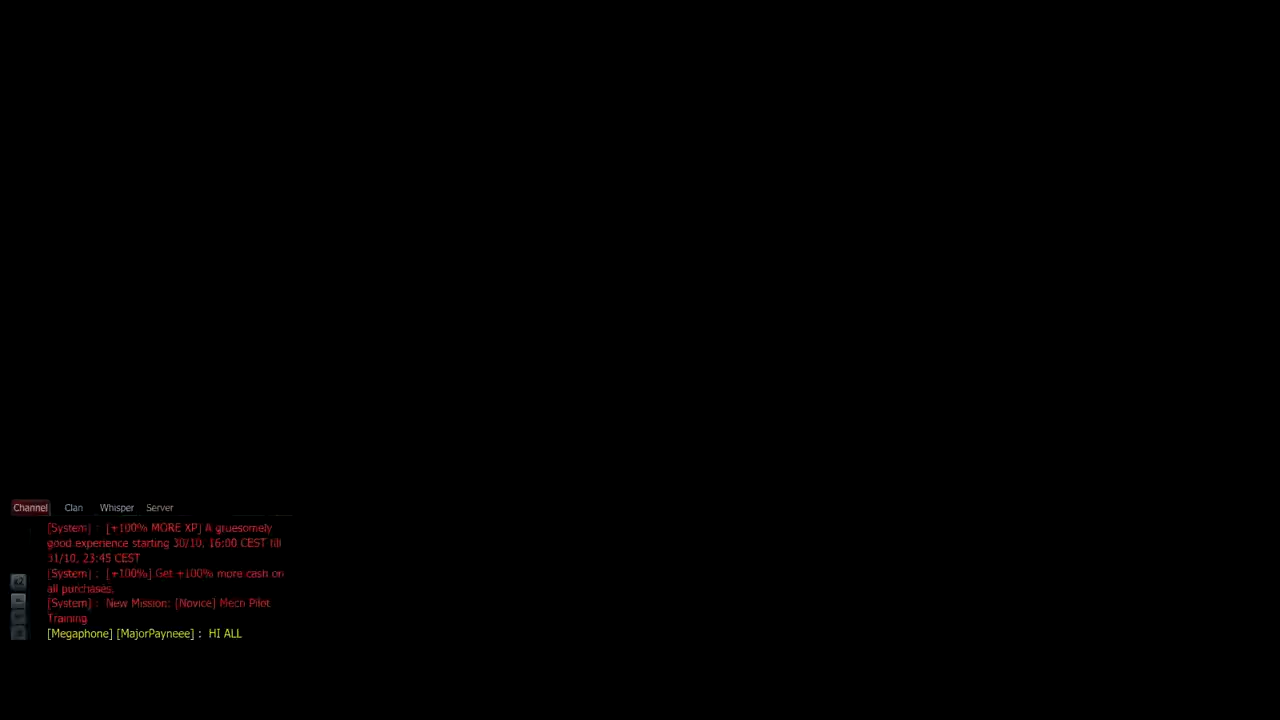 Channel Clan Whisper Server
[System] : [+100% MORE XP] A gruesomely
good experience starting 30/10, 16:00 CEST till
31/10, 23:45 CEST
[System] : [+100%] Get +100% more cash on
all purchases.
[System] : New Mission: [Novice] Mech Pilot
Training
[Megaphone] [MajorPayneee] : HI ALL
x2